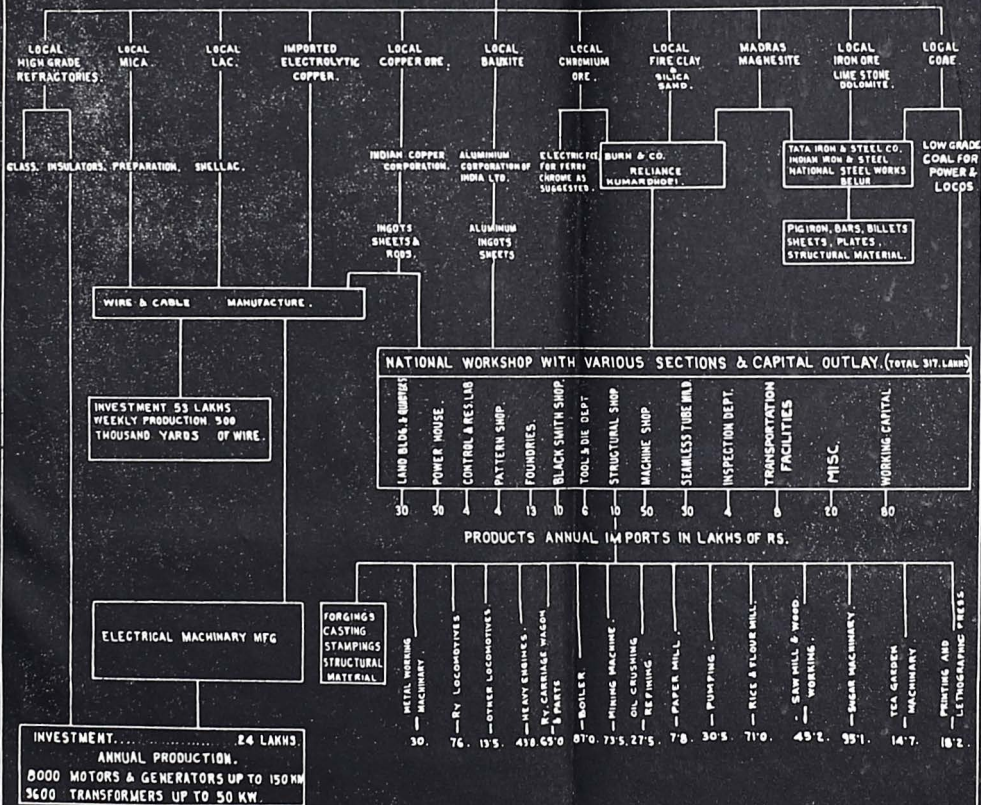 LOCAL
HIGH GRADE
REFRACTORIES.
LOCAL
MICA.
LOCAL
LAC.
IMPORTED
ELECTROLYTIC
COPPER.
LOCAL
COPPER ORE.
LOCAL
BAUXITE
LOCAL
CHROMIUM
ORE.
LOCAL
FIRE CLAY
&
SILICA
SAND.
MADRAS
MAGNESITE
LOCAL
IRON ORE
LIME STONE
DOLOMITE.
LOCAL
GLASS. INSULATORS. PREPARATION. SHELLAC.
INDIAN COPPER
CORPORATION.
ALUMINIUM
CORPORATION OF
INDIA LTD.
ELECTRIC FCE.
FOR FERRO
CHROME AS
SUGGESTED.
BURN & CO.
RELIANCE
KUMARDHOBI.
TATA IRON & STEEL CO.
INDIAN IRON & STEEL
NATIONAL STEEL WORKS
BELUR
LOW GRADE
COAL FOR
POWER &
LOCOS
INGOTS
SHEETS &
RODS.
ALUMINUM
INGOTS
SHEETS
PIG IRON, BARS, BILLETS
SHEETS, PLATES.
STRUCTURAL MATERIAL.
WIRE & CABLE MANUFACTURE.
NATIONAL WORKSHOP WITH VARIOUS SECTIONS & CAPITAL OUTLAY. (TOTAL 317. LAKHS)
INVESTMENT 53 LAKHS.
WEEKLY PRODUCTION 500
THOUSAND YARDS OF WIRE.
LAND BLDG. &
POWER HOUSE.
CONTROL & RES. LAB
PATTERN SHOP.
FOUNDRIES.
BLACK SMITH SHOP.
TOOL & DIE DEPT
STRUCTURAL SHOP.
MACHINE SHOP.
SEAMLESS TUBE MLD.
INSPECTION DEPT.
TRANSPORTATION
FACILITIES
MISC.
WORKING CAPITAL
30 50 4 4 13 10 6 10 50 30 4 8 20 80
PRODUCTS ANNUAL IMPORTS IN LAKHS OF RS.
FORGINGS
CASTING
STAMPINGS
STRUCTURAL
MATERIAL
METAL WORKING
MACHINARY.
RY LOCOMOTIVES
OTHER LOCOMOTIVES
HEAVY ENGINES.
RY. CARRIAGE WAGON
& PARTS
BOILER
MINING MACHINE.
OIL CRUSHING
REFINING.
PAPER MILL.
PUMPING.
RICE & FLOUR MILL.
SAW MILL & WOOD.
WORKING.
SUGAR MACHINARY.
TEA GARDEN
MACHINARY
PRINTING AND
LETHOGRAPHIC PRESS.
30. 76. 13'5. 65'0 87'0. 73'5. 27'5. 7'8. 30'5. 71'0. 45'2. 95'1. 14'7. 18'2.
ELECTRICAL MACHINARY MFG
INVESTMENT.................24 LAKHS.
ANNUAL PRODUCTION.
8000 MOTORS & GENERATORS UP TO 150 KW
3600 TRANSFORMERS UP TO 50 KW.